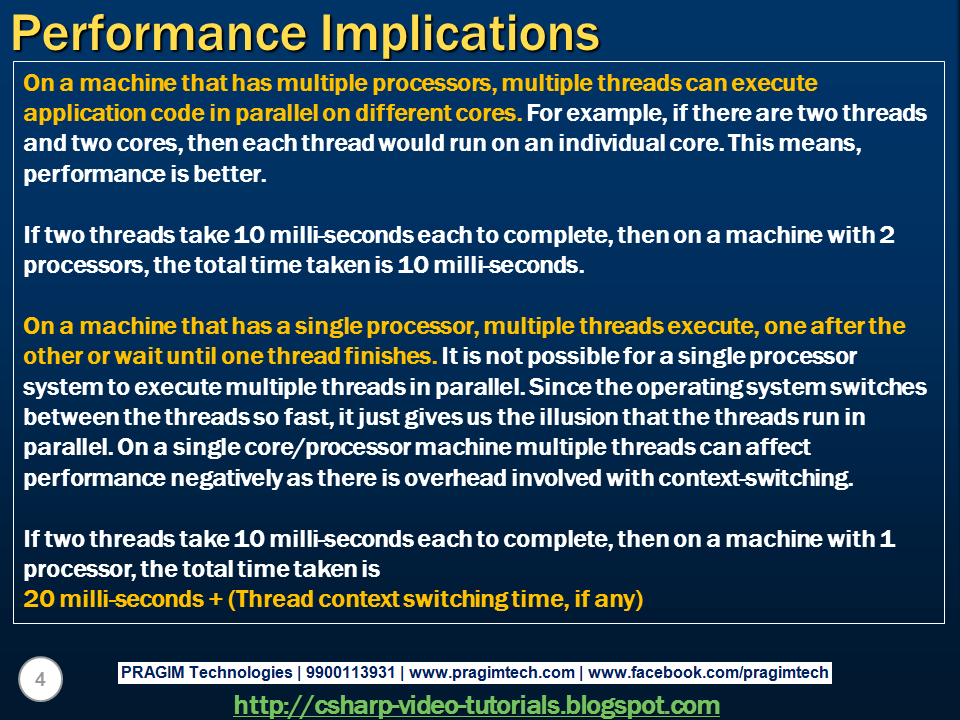 Performance Implications
On a machine that has multiple processors, multiple threads can execute
application code in parallel on different cores. For example, if there are two threads
and two cores, then each thread would run on an individual core. This means,
performance is better.
If two threads take 10 milli-seconds each to complete, then on a machine with 2
processors, the total time taken is 10 milli-seconds.
On a machine that has a single processor, multiple threads execute, one after the
other or wait until one thread finishes. It is not possible for a single processor
system to execute multiple threads in parallel. Since the operating system switches
between the threads so fast, it just gives us the illusion that the threads run in
parallel. On a single core/processor machine multiple threads can affect
performance negatively as there is overhead involved with context-switching.
If two threads take 10 milli-seconds each to complete, then on a machine with 1
processor, the total time taken is
20 milli-seconds + (Thread context switching time, if any)
4
PRAGIM Technologies | 9900113931 | www.pragimtech.com | www.facebook.com/pragimtech
http://csharp-video-tutorials.blogspot.com